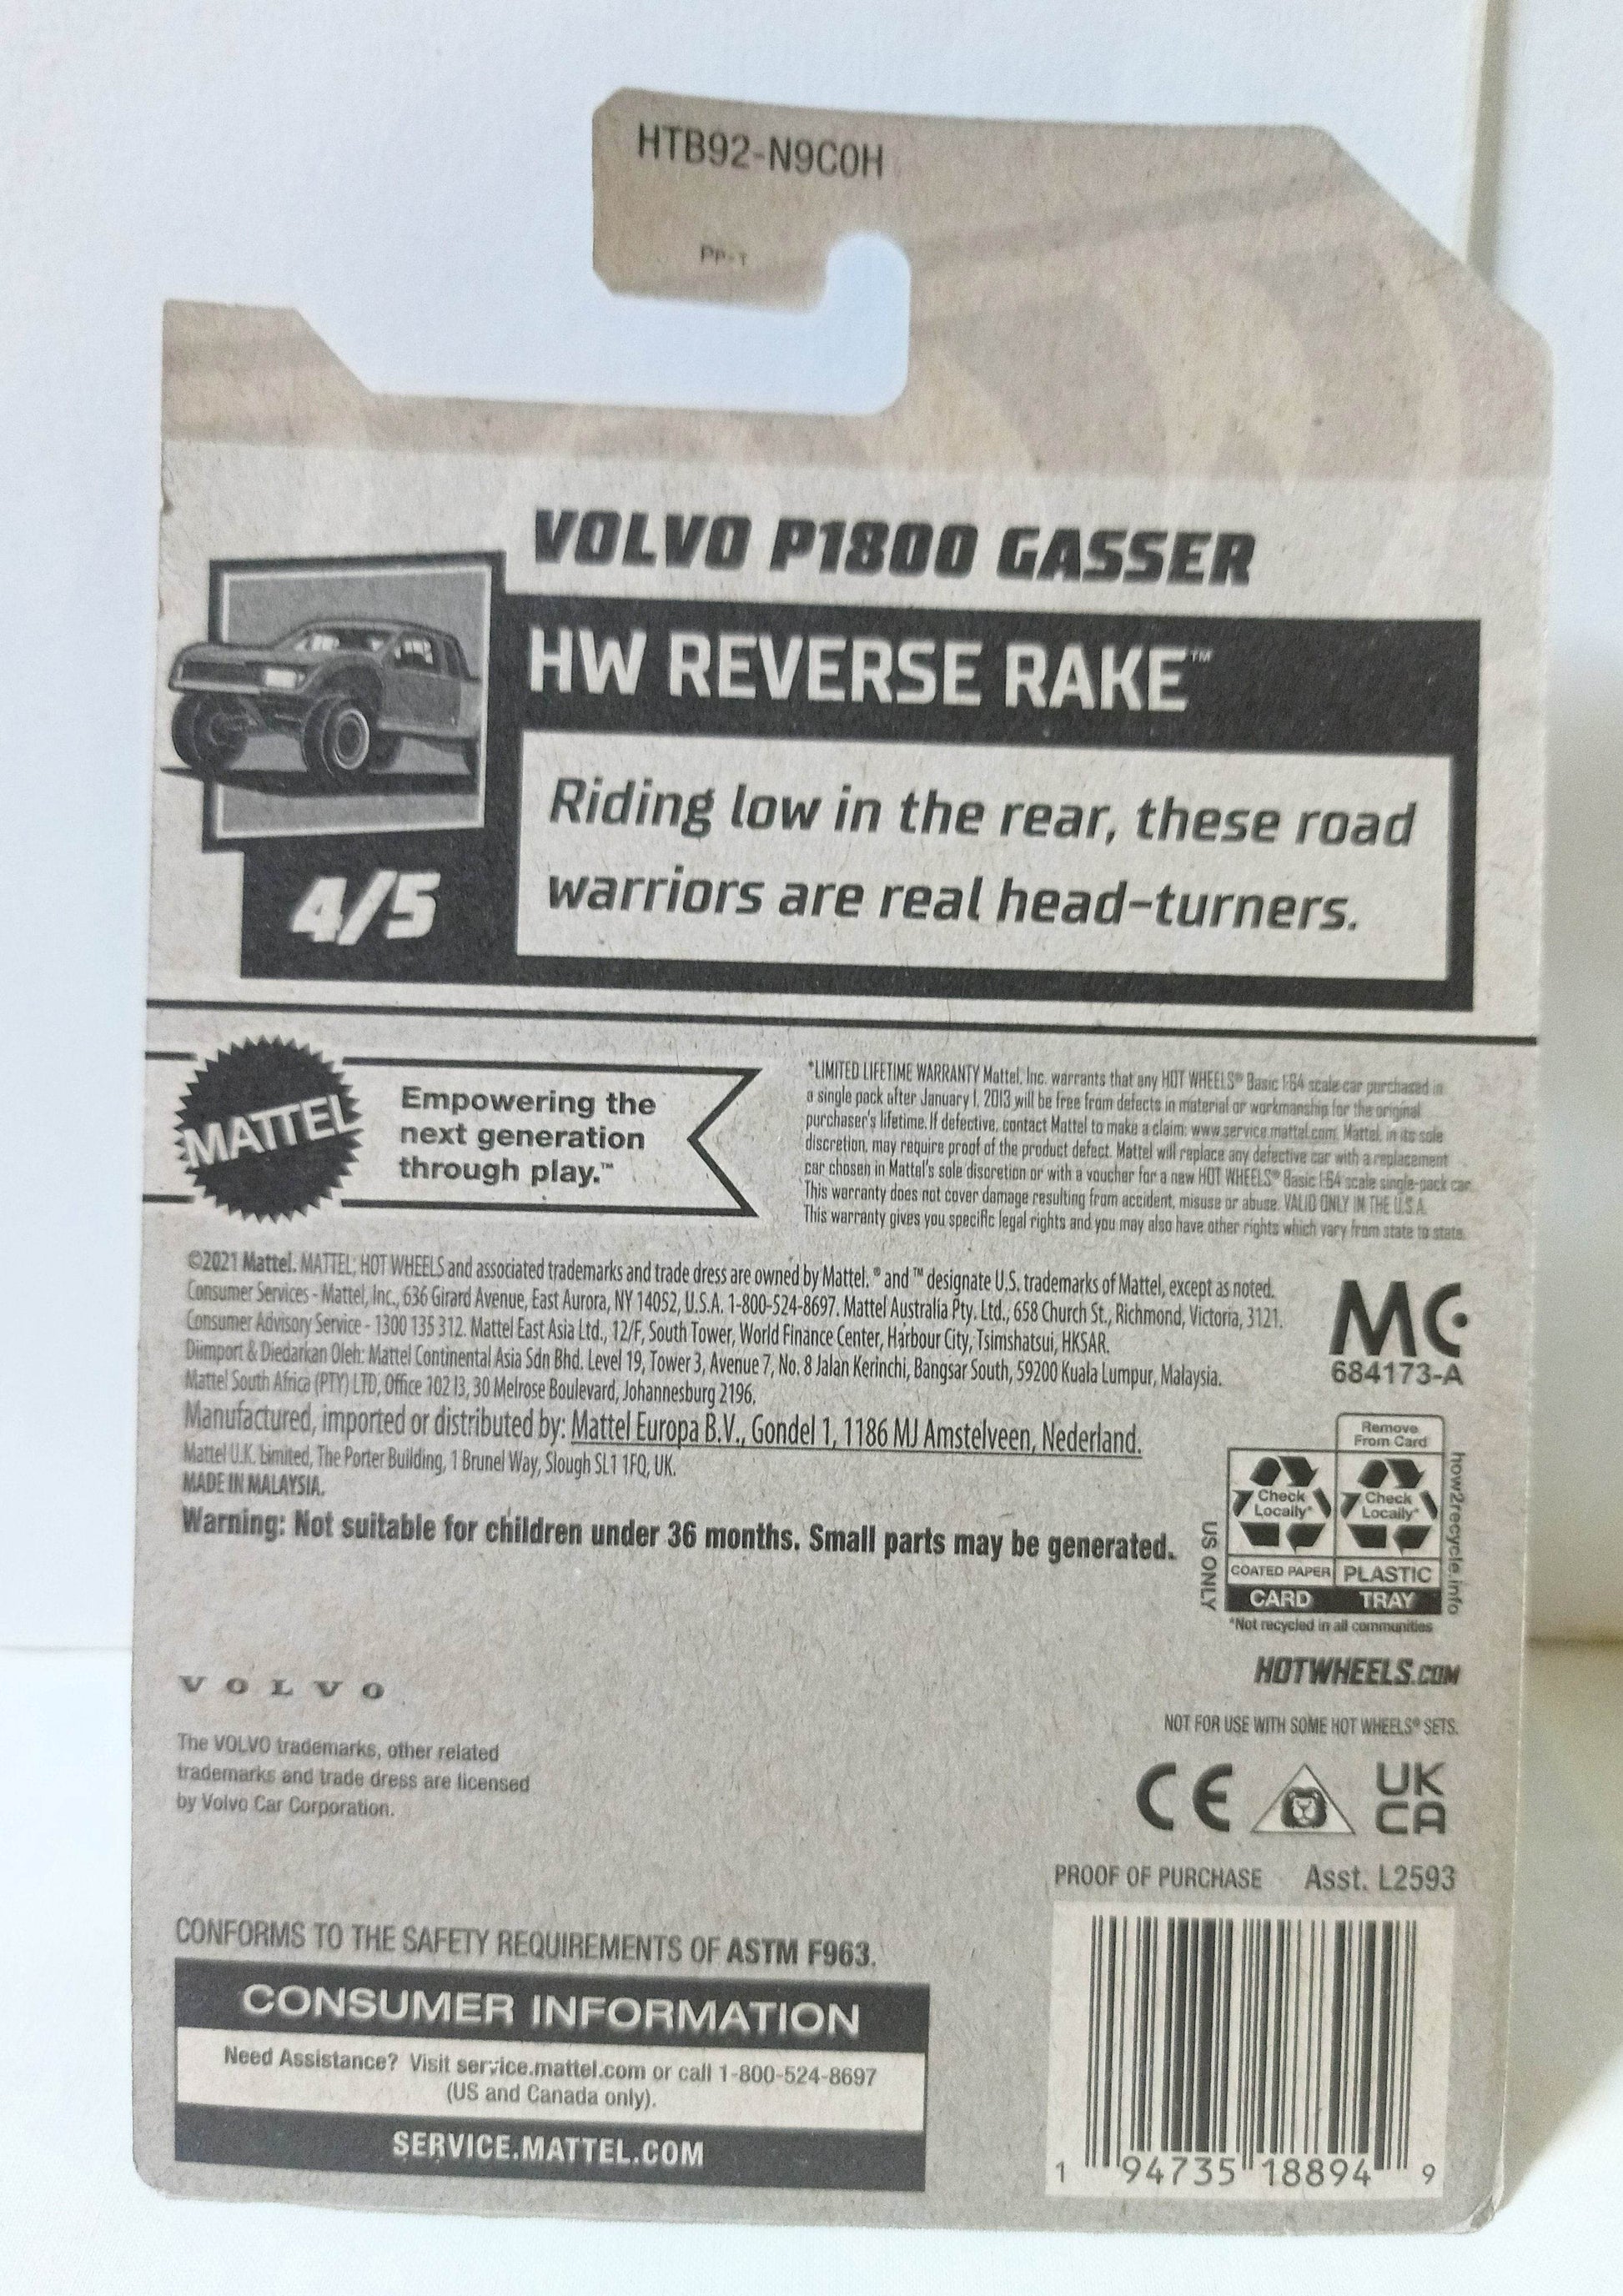 HTB92-N9C0H
PP-1
VOLVO P1800 GASSER
HW REVERSE RAKE™
Riding low in the rear, these road
warriors are real head-turners.
4/5
MATTEL
Empowering the
next generation
through play.™
*LIMITED LIFETIME WARRANTY Mattel, Inc. warrants that any HOT WHEELS® Basic 1:64 scale car purchased in
a single pack after January 1, 2013 will be free from defects in material or workmanship for the original
purchaser's lifetime. If defective, contact Mattel to make a claim: www.service.mattel.com. Mattel, in its sole
discretion, may require proof of the product defect. Mattel will replace any defective car with a replacement
car chosen in Mattel's sole discretion or with a voucher for a new HOT WHEELS® Basic 1:64 scale single-pack car.
This warranty does not cover damage resulting from accident, misuse or abuse. VALID ONLY IN THE U.S.A.
This warranty gives you specific legal rights and you may also have other rights which vary from state to state.
©2021 Mattel. MATTEL, HOT WHEELS and associated trademarks and trade dress are owned by Mattel. ® and ™ designate U.S. trademarks of Mattel, except as noted.
Consumer Services - Mattel, Inc., 636 Girard Avenue, East Aurora, NY 14052, U.S.A. 1-800-524-8697. Mattel Australia Pty. Ltd., 658 Church St., Richmond, Victoria, 3121.
Consumer Advisory Service - 1300 135 312. Mattel East Asia Ltd., 12/F, South Tower, World Finance Center, Harbour City, Tsimshatsui, HKSAR.
Diimport & Diedarkan Oleh: Mattel Continental Asia Sdn Bhd. Level 19, Tower 3, Avenue 7, No. 8 Jalan Kerinchi, Bangsar South, 59200 Kuala Lumpur, Malaysia.
Mattel South Africa (PTY) LTD, Office 102 I3, 30 Melrose Boulevard, Johannesburg 2196.
Manufactured, imported or distributed by: Mattel Europa B.V., Gondel 1, 1186 MJ Amstelveen, Nederland.
Mattel U.K. Limited, The Porter Building, 1 Brunel Way, Slough SL1 1FQ, UK.
MADE IN MALAYSIA.
Warning: Not suitable for children under 36 months. Small parts may be generated.
MC
684173-A
Remove
From Card
Check
Locally*
Check
Locally*
COATED PAPER
PLASTIC
CARD
TRAY
US ONLY
how2recycle.info
*Not recycled in all communities
HOTWHEELS.COM
NOT FOR USE WITH SOME HOT WHEELS® SETS.
VOLVO
The VOLVO trademarks, other related
trademarks and trade dress are licensed
by Volvo Car Corporation.
CE
UK
CA
PROOF OF PURCHASE Asst. L2593
CONFORMS TO THE SAFETY REQUIREMENTS OF ASTM F963.
CONSUMER INFORMATION
Need Assistance? Visit service.mattel.com or call 1-800-524-8697
(US and Canada only).
SERVICE.MATTEL.COM
1 94735 18894 9